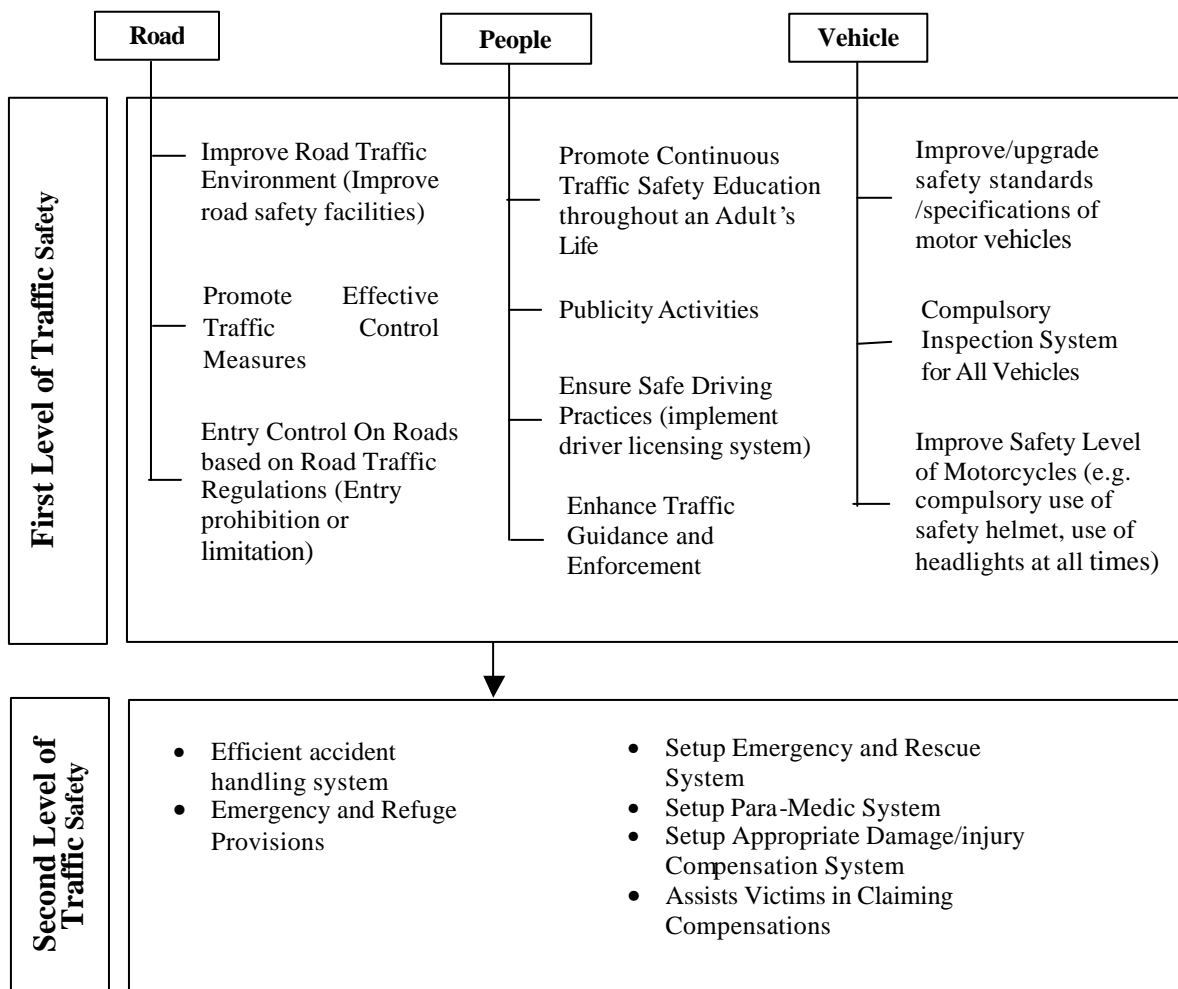 Road
People
Vehicle
First Level of Traffic Safety
Improve Road Traffic
Environment (Improve
road safety facilities)
Promote Effective
Traffic Control
Measures
Entry Control On Roads
based on Road Traffic
Regulations (Entry
prohibition or
limitation)
Promote Continuous
Traffic Safety Education
throughout an Adult's
Life
Publicity Activities
Ensure Safe Driving
Practices (implement
driver licensing system)
Enhance Traffic
Guidance and
Enforcement
Improve/upgrade
safety standards
/specifications of
motor vehicles
Compulsory
Inspection System
for All Vehicles
Improve Safety Level
of Motorcycles (e.g.
compulsory use of
safety helmet, use of
headlights at all times)
Second Level of
Traffic Safety
• Efficient accident
handling system
• Emergency and Refuge
Provisions
• Setup Emergency and Rescue
System
• Setup Para-Medic System
• Setup Appropriate Damage/injury
Compensation System
• Assists Victims in Claiming
Compensations